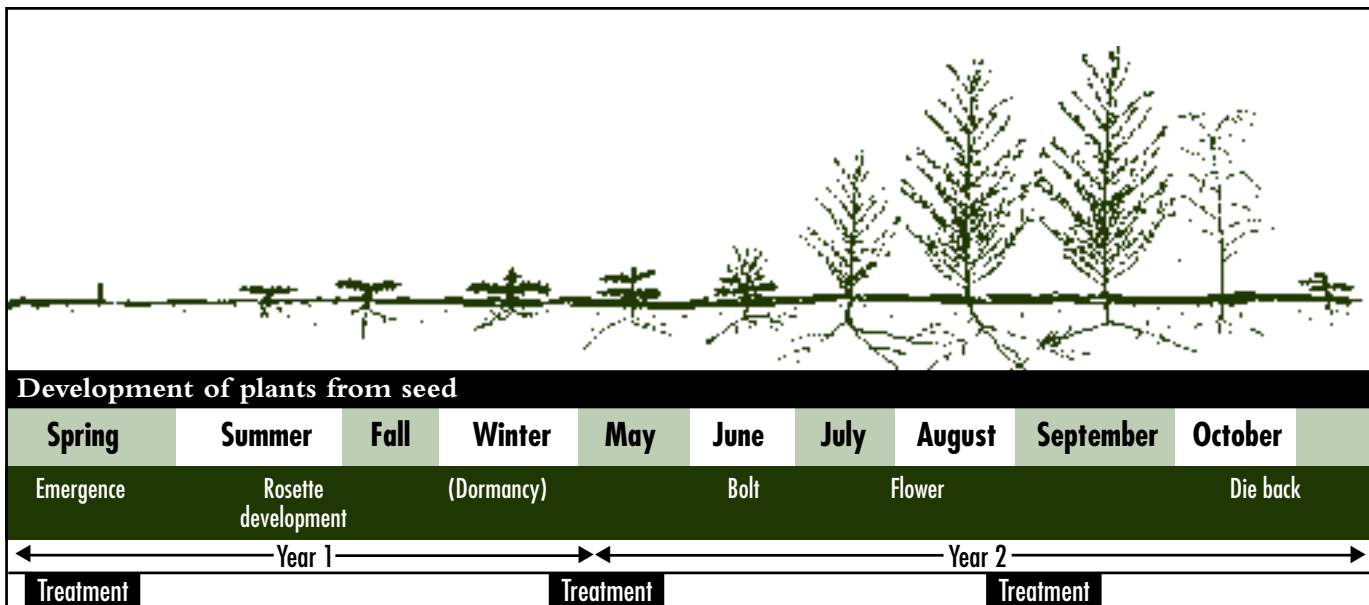 Development of plants from seed
Spring Summer Fall Winter May June July August September October
Emergence Rosette development (Dormancy) Bolt Flower Die back
Year 1 Year 2
Treatment Treatment Treatment